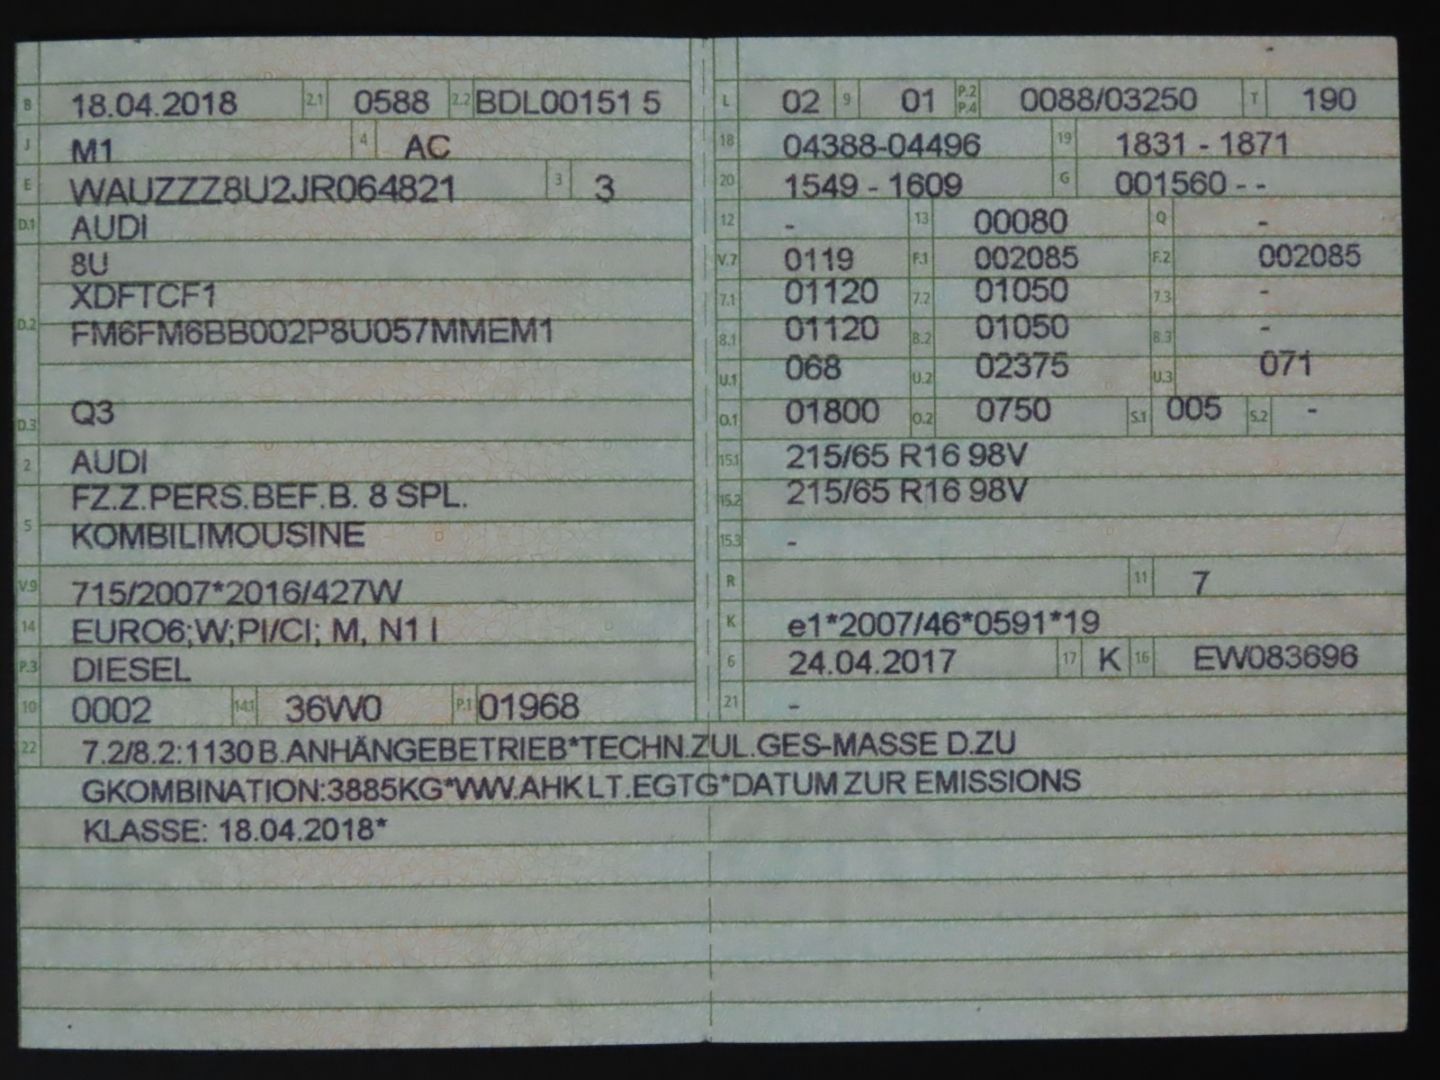 B 18.04.2018 2.1 0588 2.2 BDL00151 5
J M1 4 AC
E WAUZZZ8U2JR064821 3 3
D.1 AUDI
8U
XDFTCF1
D.2 FM6FM6BB002P8U057MMEM1
D.3 Q3
2 AUDI
FZ.Z.PERS.BEF.B. 8 SPL.
5 KOMBILIMOUSINE
V.9 715/2007*2016/427W
14 EURO6;W;PI/CI; M, N1 I
P.3 DIESEL
10 0002 14.1 36W0 P.1 01968
L 02 9 01 P.2 P.4 0088/03250 T 190
18 04388-04496 19 1831 - 1871
20 1549 - 1609 G 001560 - -
12 - 13 00080 Q -
V.7 0119 F.1 002085 F.2 002085
7.1 01120 7.2 01050 7.3 -
8.1 01120 8.2 01050 8.3 -
U.1 068 U.2 02375 U.3 071
O.1 01800 O.2 0750 S.1 005 S.2 -
15.1 215/65 R16 98V
15.2 215/65 R16 98V
15.3 -
R 11 7
K e1*2007/46*0591*19
6 24.04.2017 17 K 16 EW083696
21 -
22 7.2/8.2:1130 B.ANHÄNGEBETRIEB*TECHN.ZUL.GES-MASSE D.ZU
GKOMBINATION:3885KG*WW.AHK LT.EGTG*DATUM ZUR EMISSIONS
KLASSE: 18.04.2018*